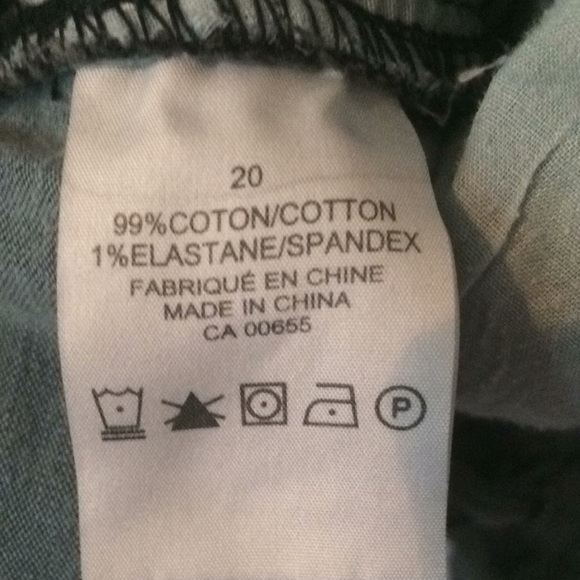 20
99%COTON/COTTON
1%ELASTANE/SPANDEX
FABRIQUÉ EN CHINE
MADE IN CHINA
CA 00655
P